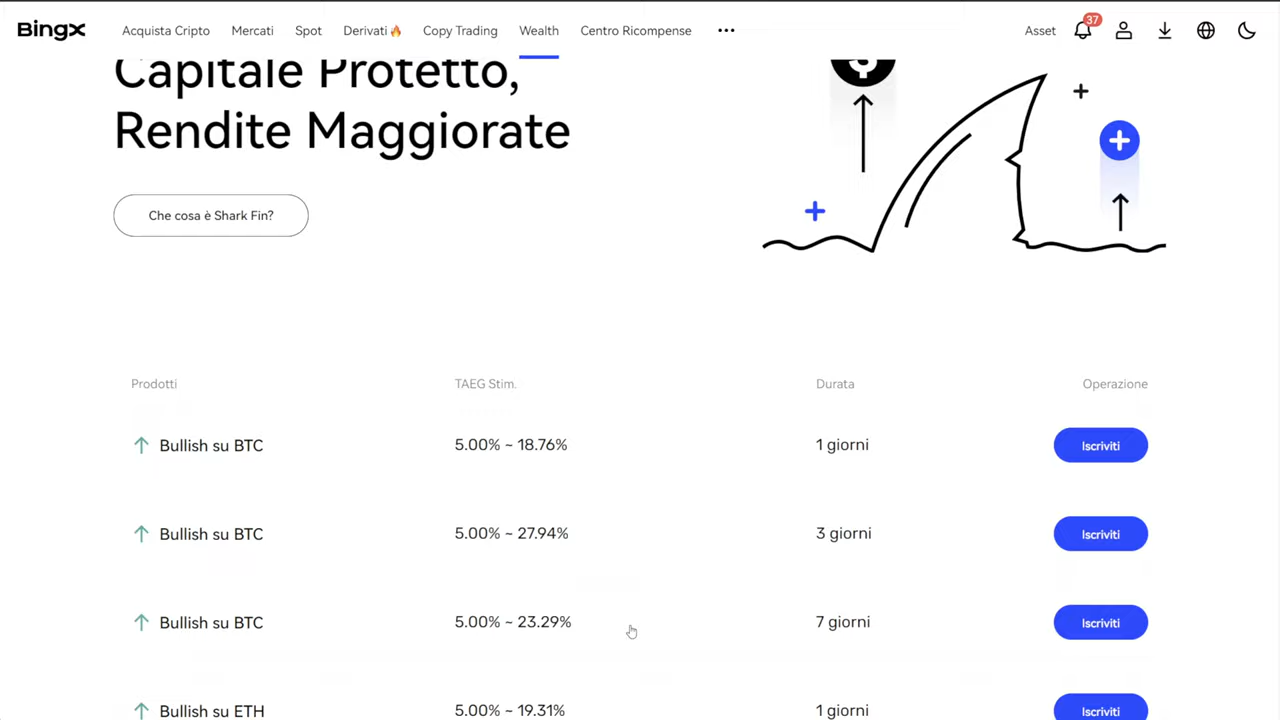 BingX Acquista Cripto Mercati Spot Derivati🔥 Copy Trading Wealth Centro Ricompense ••• Asset 37
Capitale Protetto,
Rendite Maggiorate
Che cosa è Shark Fin?
Prodotti TAEG Stim. Durata Operazione
Bullish su BTC 5.00% ~ 18.76% 1 giorni Iscriviti
Bullish su BTC 5.00% ~ 27.94% 3 giorni Iscriviti
Bullish su BTC 5.00% ~ 23.29% 7 giorni Iscriviti
Bullish su ETH 5.00% ~ 19.31% 1 giorni Iscriviti